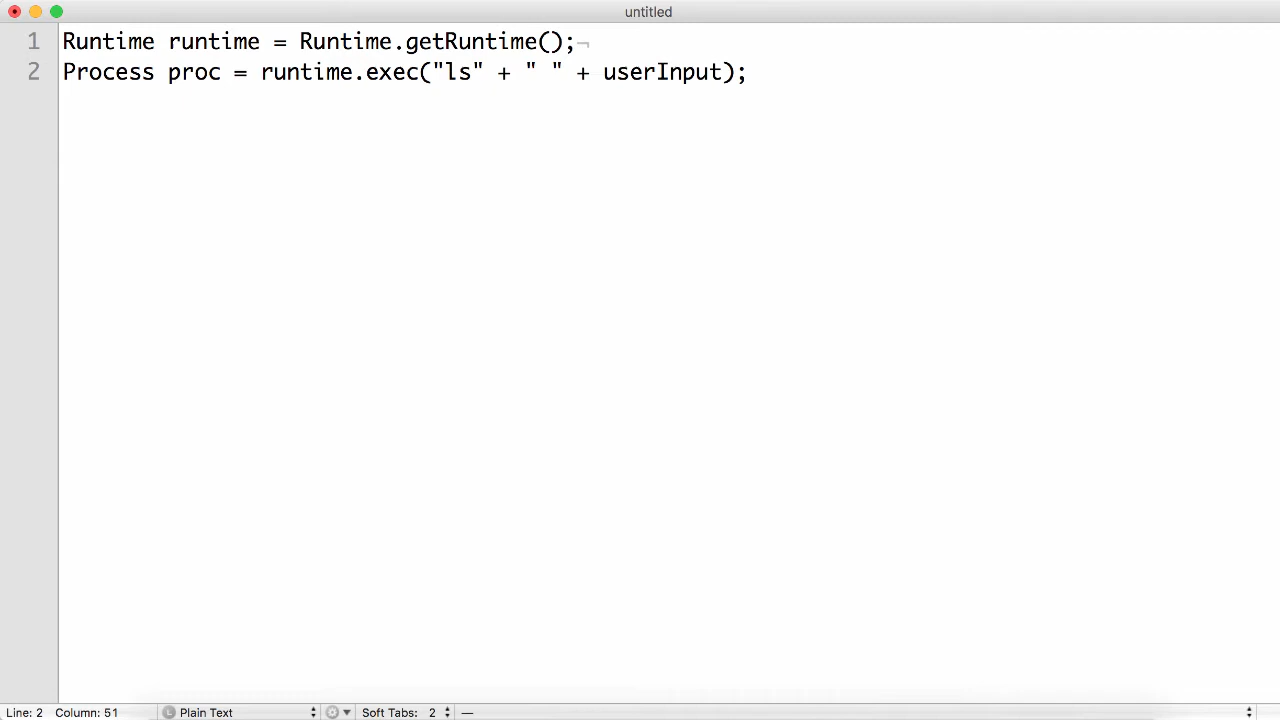 untitled
1 Runtime runtime = Runtime.getRuntime();¬
2 Process proc = runtime.exec("ls" + " " + userInput);
Line: 2 Column: 51 L Plain Text Soft Tabs: 2 —